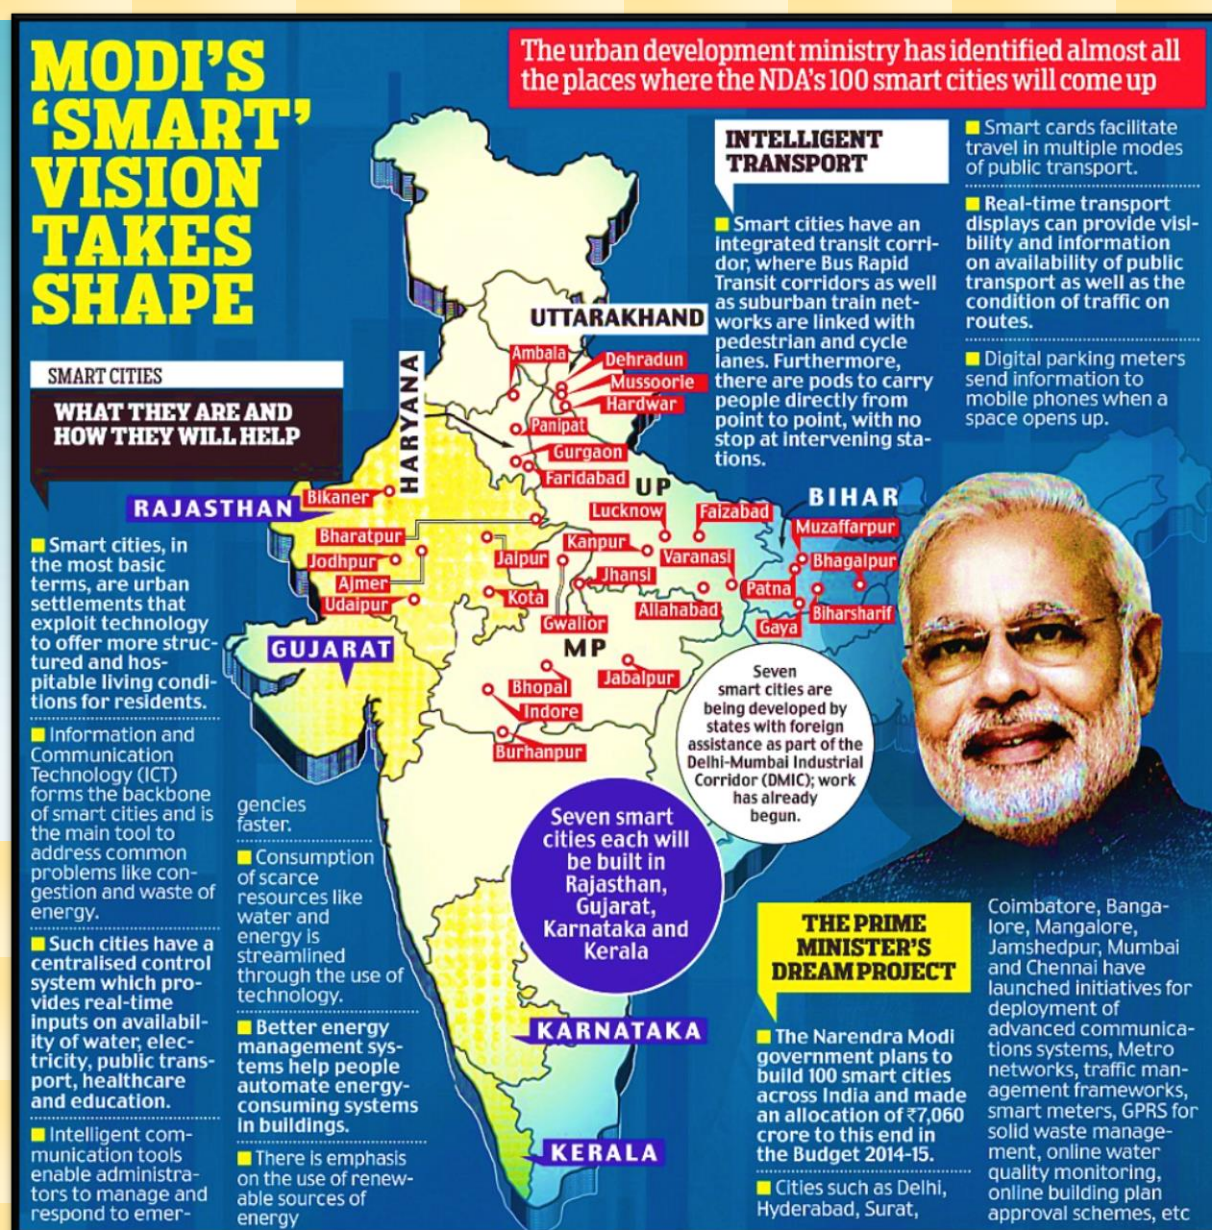 MODI'S
'SMART'
VISION
TAKES
SHAPE
The urban development ministry has identified almost all
the places where the NDA's 100 smart cities will come up
SMART CITIES
WHAT THEY ARE AND
HOW THEY WILL HELP
■ Smart cities, in
the most basic
terms, are urban
settlements that
exploit technology
to offer more struc-
tured and hos-
pitable living condi-
tions for residents.
■ Information and
Communication
Technology (ICT)
forms the backbone
of smart cities and is
the main tool to
address common
problems like con-
gestion and waste of
energy.
■ Such cities have a
centralised control
system which pro-
vides real-time
inputs on availabil-
ity of water, elec-
tricity, public trans-
port, healthcare
and education.
■ Intelligent com-
munication tools
enable administra-
tors to manage and
respond to emer-
gencies
faster.
■ Consumption
of scarce
resources like
water and
energy is
streamlined
through the use of
technology.
■ Better energy
management sys-
tems help people
automate energy-
consuming systems
in buildings.
■ There is emphasis
on the use of renew-
able sources of
energy
INTELLIGENT
TRANSPORT
■ Smart cities have an
integrated transit corri-
dor, where Bus Rapid
Transit corridors as well
as suburban train net-
works are linked with
pedestrian and cycle
lanes. Furthermore,
there are pods to carry
people directly from
point to point, with no
stop at intervening sta-
tions.
■ Smart cards facilitate
travel in multiple modes
of public transport.
■ Real-time transport
displays can provide visi-
bility and information
on availability of public
transport as well as the
condition of traffic on
routes.
■ Digital parking meters
send information to
mobile phones when a
space opens up.
UTTARAKHAND
HARYANA
Ambala
Dehradun
Mussoorie
Hardwar
Panipat
Gurgaon
Faridabad
UP
BIHAR
RAJASTHAN
Bikaner
Bharatpur
Jodhpur
Ajmer
Udaipur
Jaipur
Kota
Lucknow
Faizabad
Kanpur
Varanasi
Jhansi
Allahabad
Gwalior
Muzaffarpur
Bhagalpur
Patna
Biharsharif
Gaya
GUJARAT
MP
Bhopal
Jabalpur
Indore
Burhanpur
Seven
smart cities are
being developed by
states with foreign
assistance as part of the
Delhi-Mumbai Industrial
Corridor (DMIC); work
has already
begun.
Seven smart
cities each will
be built in
Rajasthan,
Gujarat,
Karnataka and
Kerala
KARNATAKA
KERALA
THE PRIME
MINISTER'S
DREAM PROJECT
■ The Narendra Modi
government plans to
build 100 smart cities
across India and made
an allocation of ₹7,060
crore to this end in
the Budget 2014-15.
■ Cities such as Delhi,
Hyderabad, Surat,
Coimbatore, Banga-
lore, Mangalore,
Jamshedpur, Mumbai
and Chennai have
launched initiatives for
deployment of
advanced communica-
tions systems, Metro
networks, traffic man-
agement frameworks,
smart meters, GPRS for
solid waste manage-
ment, online water
quality monitoring,
online building plan
approval schemes, etc